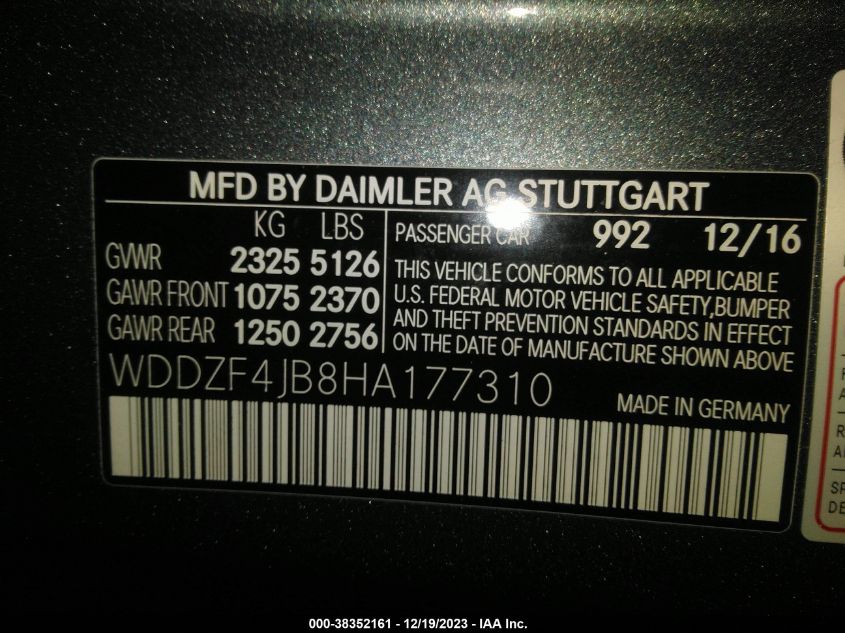 MFD BY DAIMLER AG STUTTGART
KG LBS
GVWR 2325 5126
GAWR FRONT 1075 2370
GAWR REAR 1250 2756
PASSENGER CAR 992 12/16
THIS VEHICLE CONFORMS TO ALL APPLICABLE
U.S. FEDERAL MOTOR VEHICLE SAFETY,BUMPER
AND THEFT PREVENTION STANDARDS IN EFFECT
ON THE DATE OF MANUFACTURE SHOWN ABOVE
WDDZF4JB8HA177310
MADE IN GERMANY
000-38352161 - 12/19/2023 - IAA Inc.